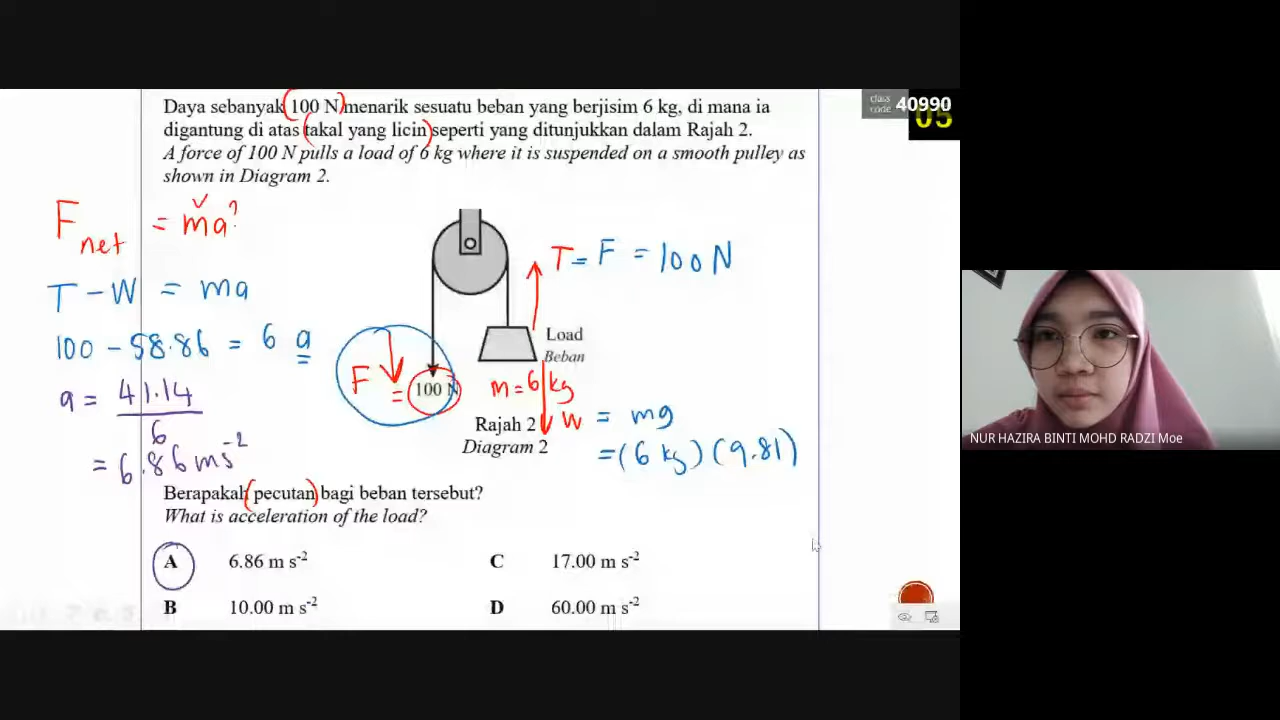 Daya sebanyak (100 N) menarik sesuatu beban yang berjisim 6 kg, di mana ia
digantung di atas (takal yang licin) seperti yang ditunjukkan dalam Rajah 2.
A force of 100 N pulls a load of 6 kg where it is suspended on a smooth pulley as
shown in Diagram 2.
class code 40990
05
F net = ma?
T - W = ma
100 - 58.86 = 6 a
a = 41.14
6
= 6.86 ms-2
T = F = 100 N
Load
Beban
F = 100 N
m = 6 kg
W = mg
= (6 kg) (9.81)
Rajah 2
Diagram 2
Berapakah (pecutan) bagi beban tersebut?
What is acceleration of the load?
A 6.86 m s-2
C 17.00 m s-2
B 10.00 m s-2
D 60.00 m s-2
NUR HAZIRA BINTI MOHD RADZI Moe